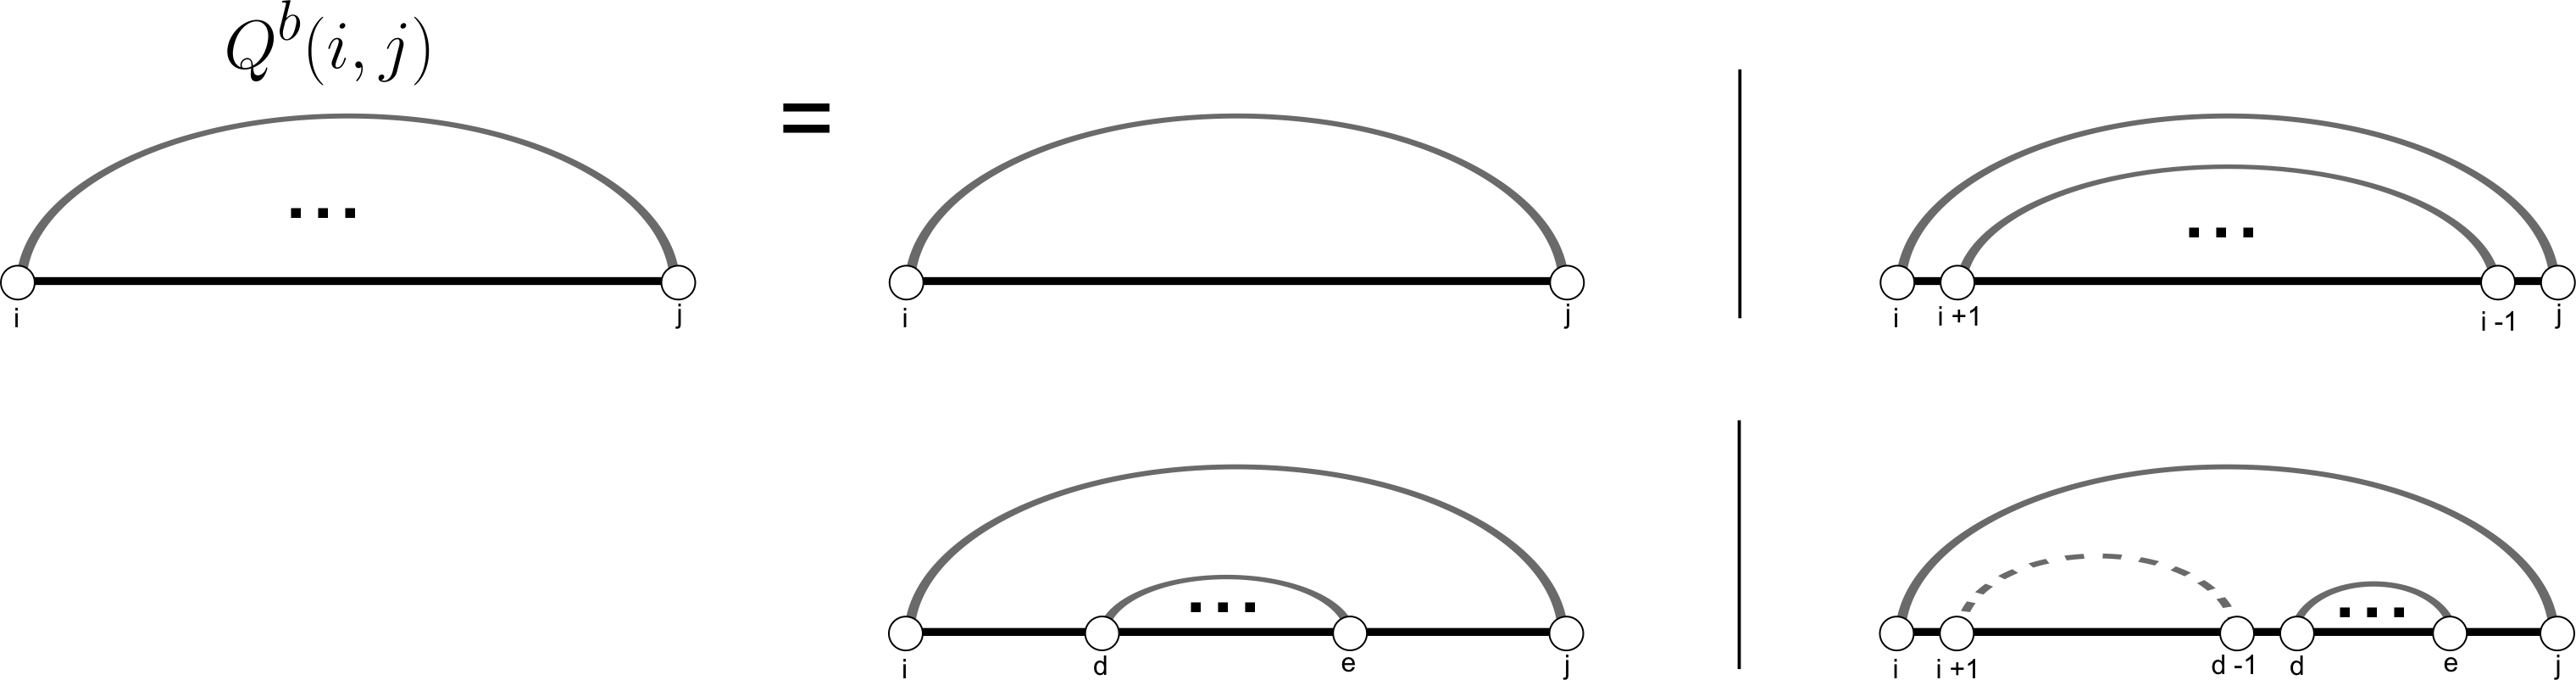 Q^b(i, j)
...
=
i j
i j
...
i i +1 i -1 j
...
i d e j
...
i i +1 d -1 d e j